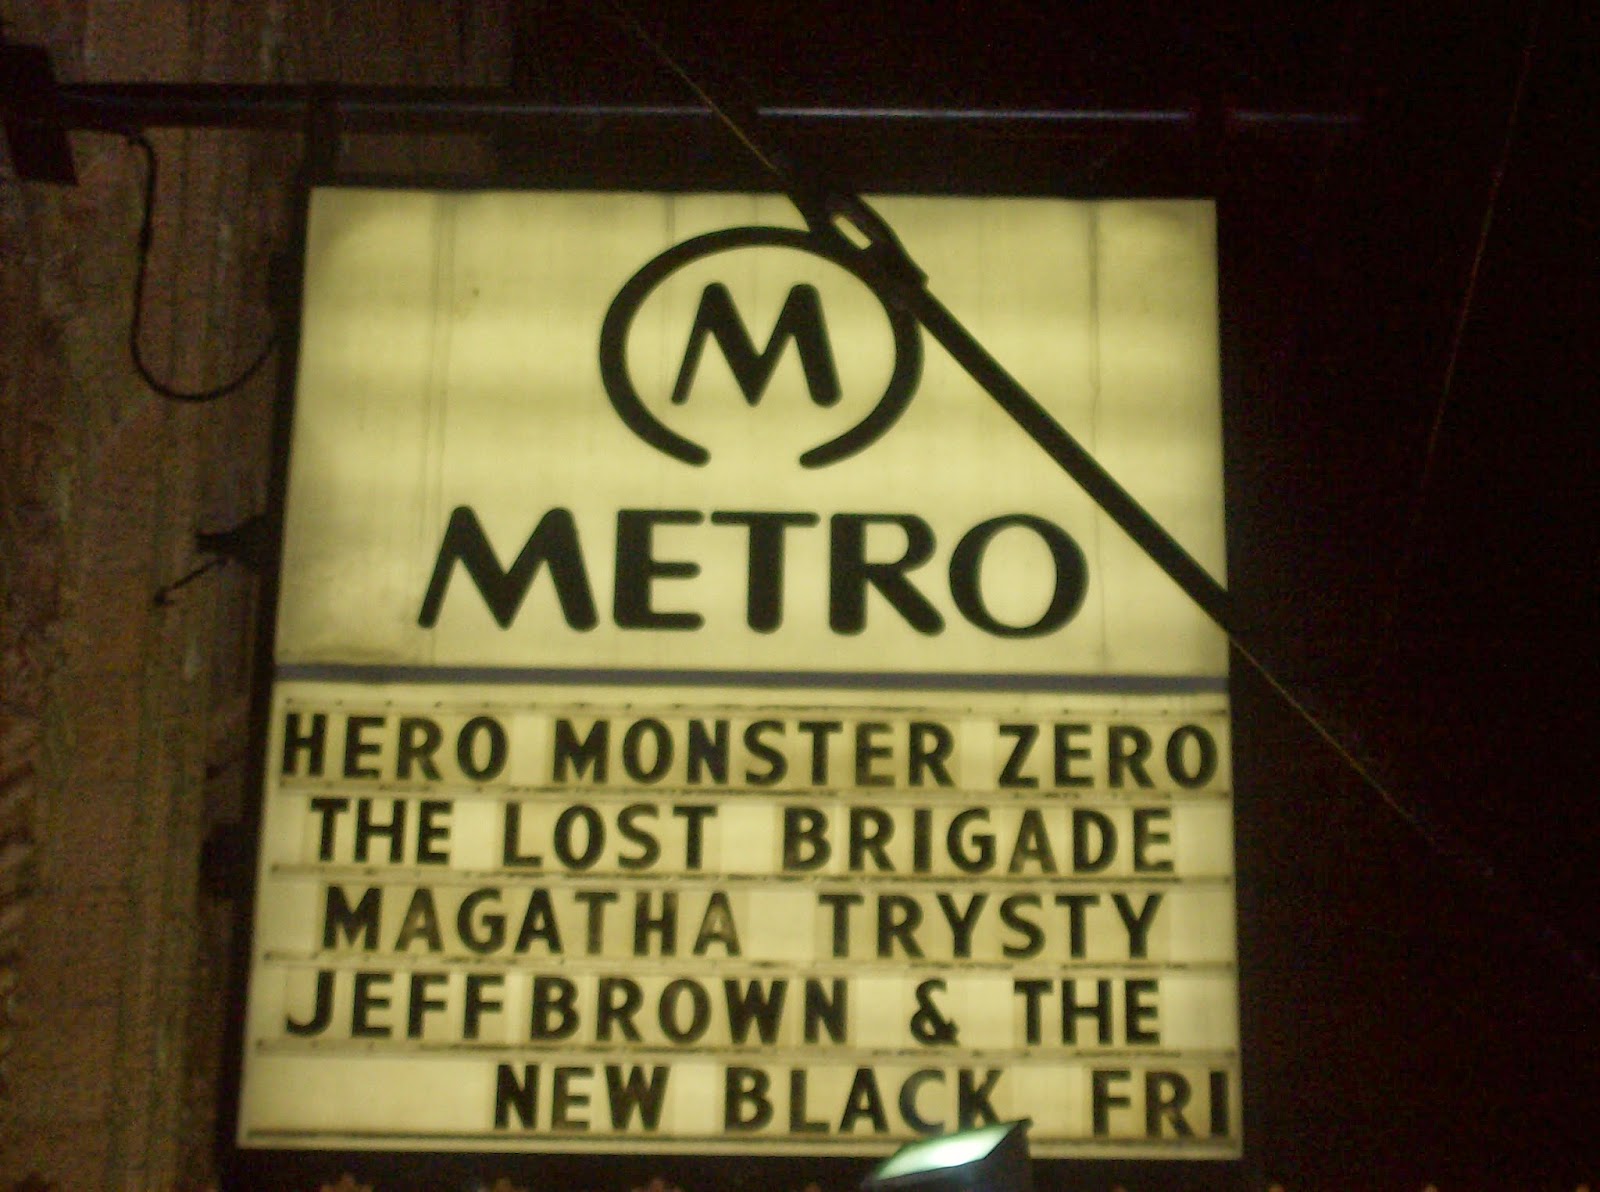 M
METRO
HERO MONSTER ZERO
THE LOST BRIGADE
MAGATHA TRYSTY
JEFF BROWN & THE
NEW BLACK FRI